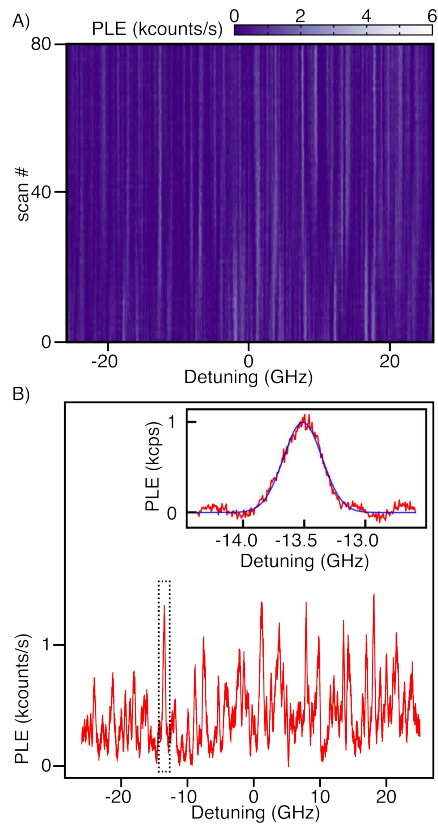 A)
PLE (kcounts/s)
0 2 4 6
80
40
0
scan #
-20 0 20
Detuning (GHz)
B)
PLE (kcps)
1
0
-14.0 -13.5 -13.0
Detuning (GHz)
PLE (kcounts/s)
1
0
-20 -10 0 10 20
Detuning (GHz)